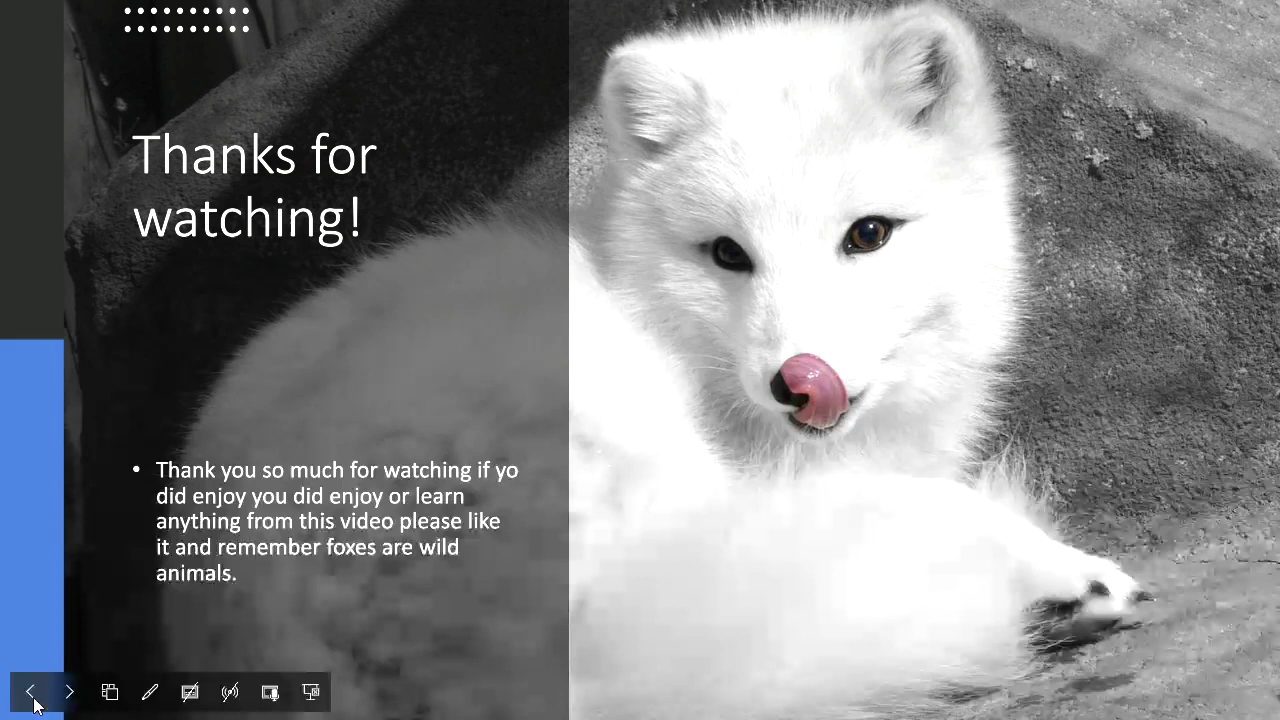 Thanks for
watching!
• Thank you so much for watching if yo
did enjoy you did enjoy or learn
anything from this video please like
it and remember foxes are wild
animals.